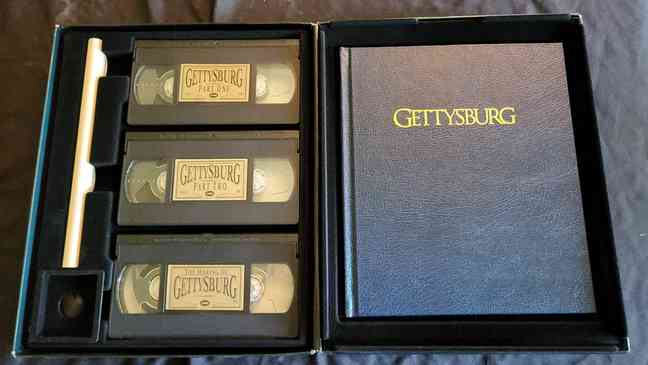 GETTYSBURG
PART ONE
GETTYSBURG
PART TWO
THE MAKING OF
GETTYSBURG
GETTYSBURG